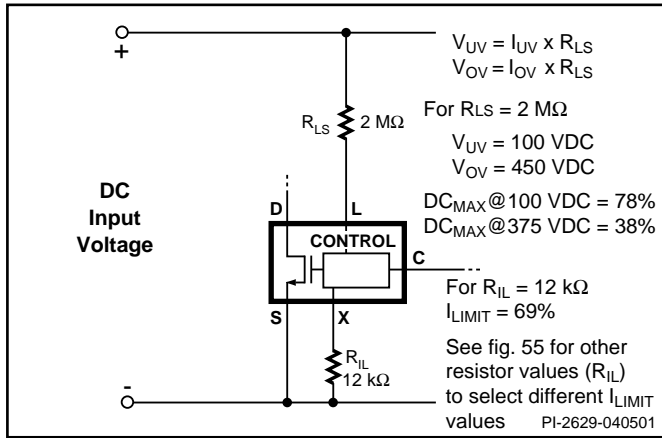 +
DC
Input
Voltage
-
R_LS 2 MΩ
D L
CONTROL
C
S X
R_IL
12 kΩ
V_UV = I_UV x R_LS
V_OV = I_OV x R_LS
For RLS = 2 MΩ
V_UV = 100 VDC
V_OV = 450 VDC
DC_MAX@100 VDC = 78%
DC_MAX@375 VDC = 38%
For R_IL = 12 kΩ
I_LIMIT = 69%
See fig. 55 for other
resistor values (R_IL)
to select different I_LIMIT
values PI-2629-040501